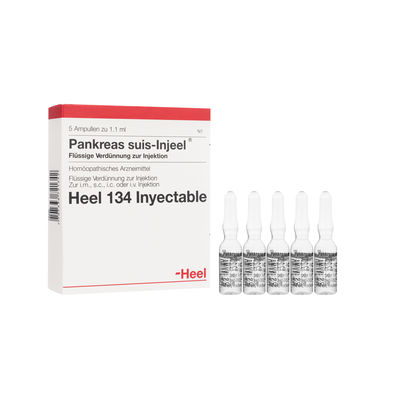 5 Ampullen zu 1.1 ml
N1
Pankreas suis-Injeel®
Flüssige Verdünnung zur Injektion
Homöopathisches Arzneimittel
Flüssige Verdünnung zur Injektion
Zur i.m., s.c., i.c. oder i.v. Injektion
Heel 134 Inyectable
-Heel